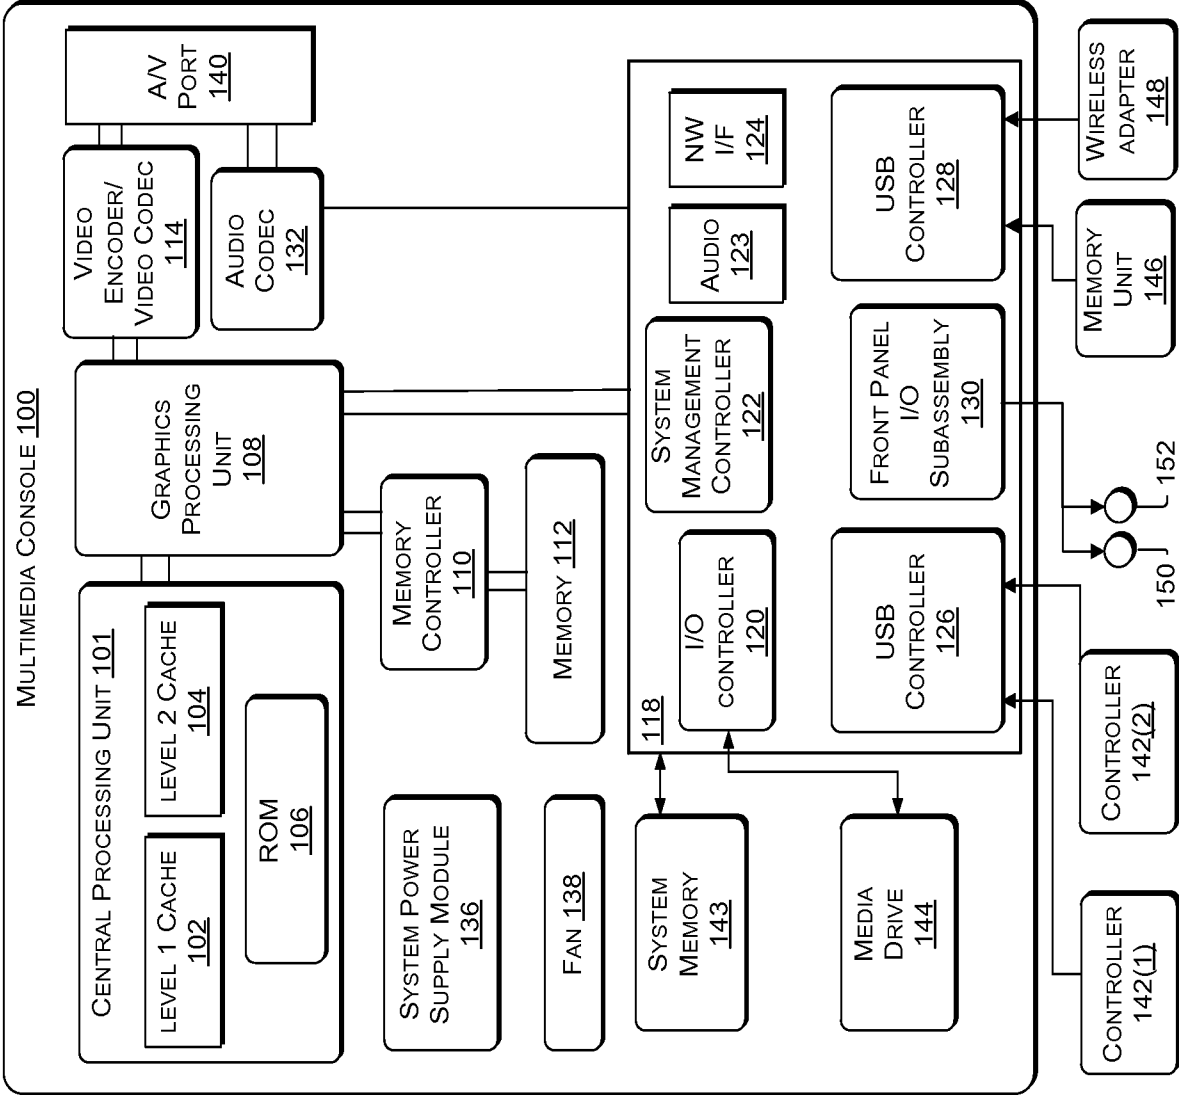 MULTIMEDIA CONSOLE 100
CENTRAL PROCESSING UNIT 101
LEVEL 1 CACHE
102
LEVEL 2 CACHE
104
ROM
106
GRAPHICS
PROCESSING
UNIT
108
VIDEO
ENCODER/
VIDEO CODEC
114
A/V
PORT
140
AUDIO
CODEC
132
MEMORY
CONTROLLER
110
MEMORY 112
SYSTEM POWER
SUPPLY MODULE
136
FAN 138
118
I/O
CONTROLLER
120
SYSTEM
MANAGEMENT
CONTROLLER
122
AUDIO
123
NW
I/F
124
SYSTEM
MEMORY
143
MEDIA
DRIVE
144
USB
CONTROLLER
126
FRONT PANEL
I/O
SUBASSEMBLY
130
USB
CONTROLLER
128
CONTROLLER
142(1)
CONTROLLER
142(2)
150
152
MEMORY
UNIT
146
WIRELESS
ADAPTER
148